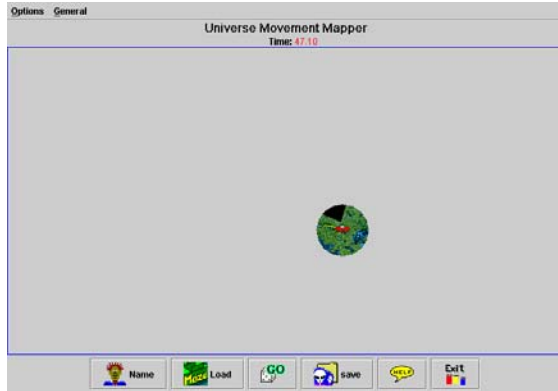 Options General
Universe Movement Mapper
Time: 47.10
Name Maze Load GO save HELP Exit